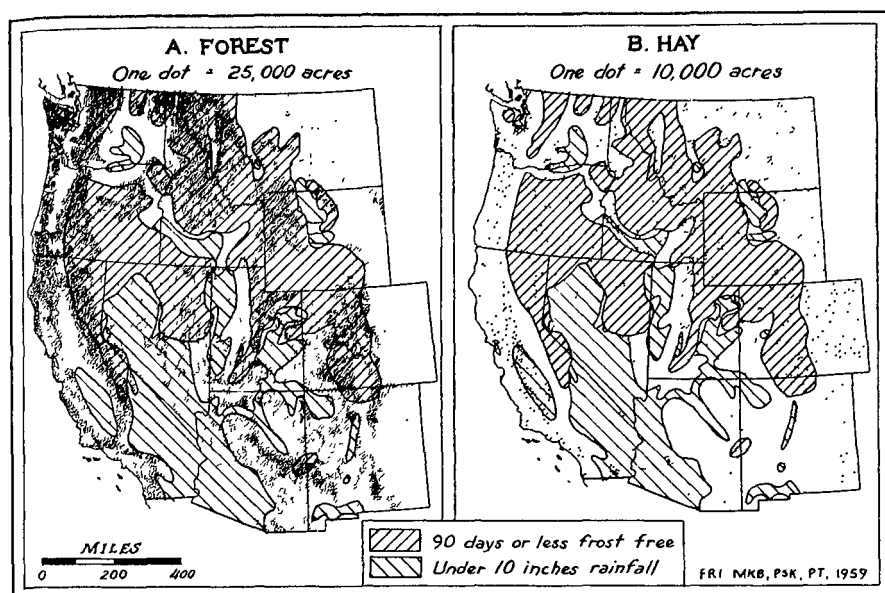 A. FOREST
One dot = 25,000 acres
B. HAY
One dot = 10,000 acres
MILES
0 200 400
90 days or less frost free
Under 10 inches rainfall
FRI MKB, PSK, PT, 1959